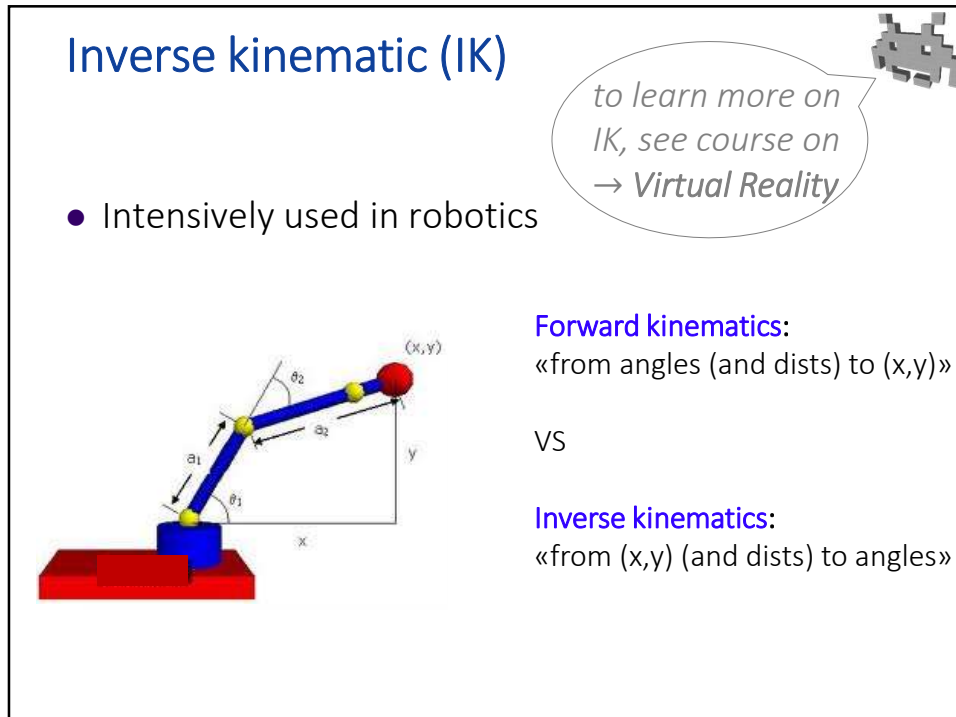 Inverse kinematic (IK)
to learn more on
IK, see course on
→ Virtual Reality
● Intensively used in robotics
(x,y)
θ2
a2
a1
y
θ1
x
Forward kinematics:
«from angles (and dists) to (x,y)»
VS
Inverse kinematics:
«from (x,y) (and dists) to angles»